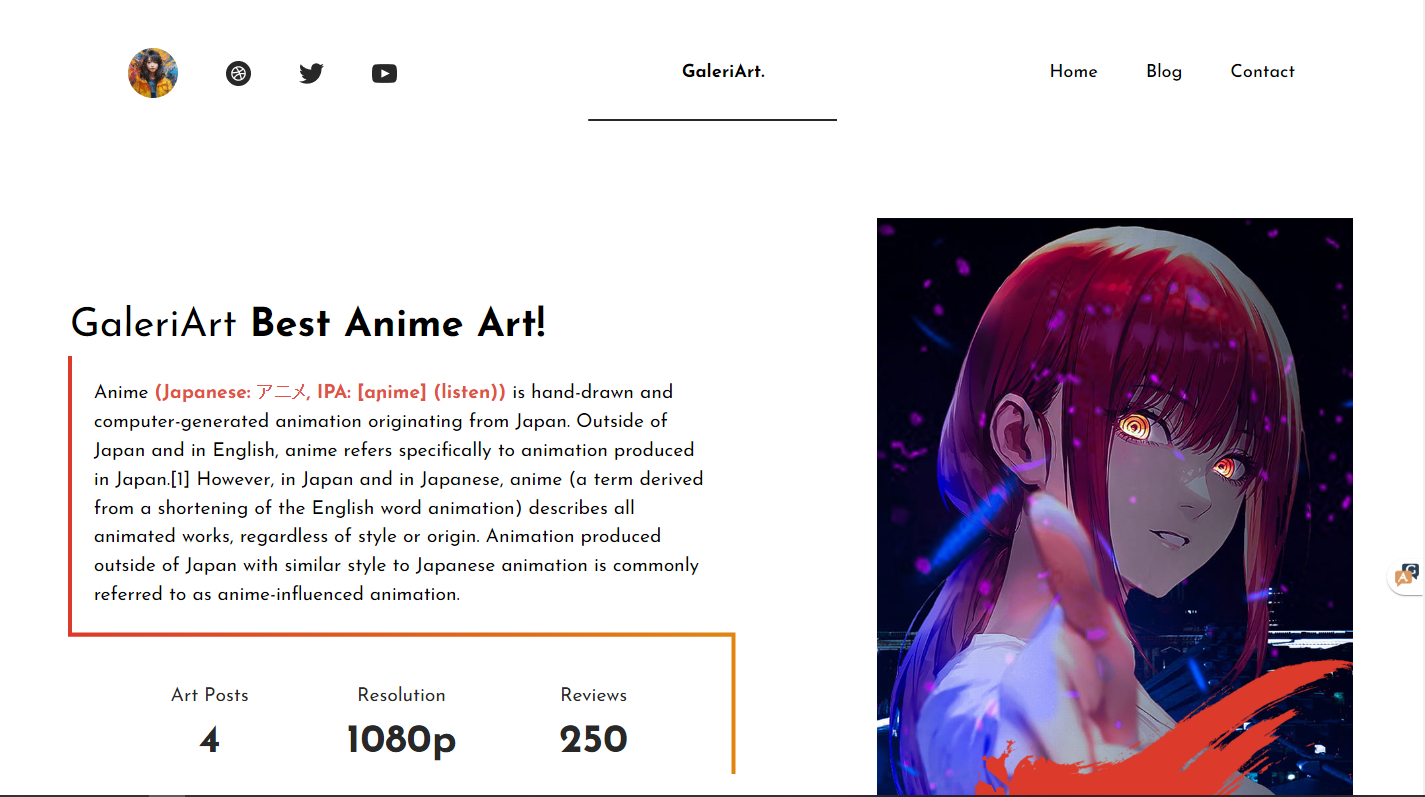 GaleriArt.
Home
Blog
Contact
GaleriArt Best Anime Art!
Anime (Japanese: アニメ, IPA: [aɲime] (listen)) is hand-drawn and
computer-generated animation originating from Japan. Outside of
Japan and in English, anime refers specifically to animation produced
in Japan.[1] However, in Japan and in Japanese, anime (a term derived
from a shortening of the English word animation) describes all
animated works, regardless of style or origin. Animation produced
outside of Japan with similar style to Japanese animation is commonly
referred to as anime-influenced animation.
Art Posts
Resolution
Reviews
4
1080p
250
A
G